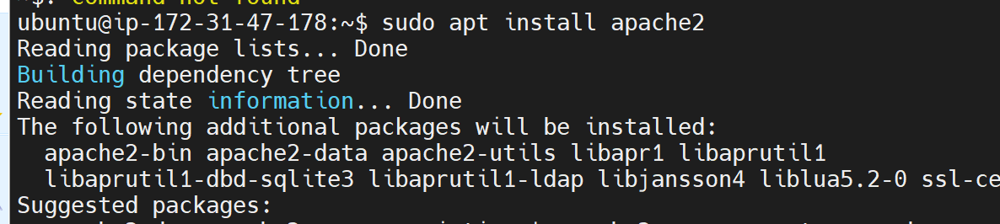 ~$: command not found
ubuntu@ip-172-31-47-178:~$ sudo apt install apache2
Reading package lists... Done
Building dependency tree
Reading state information... Done
The following additional packages will be installed:
apache2-bin apache2-data apache2-utils libapr1 libaprutil1
libaprutil1-dbd-sqlite3 libaprutil1-ldap libjansson4 liblua5.2-0 ssl-ce
Suggested packages: